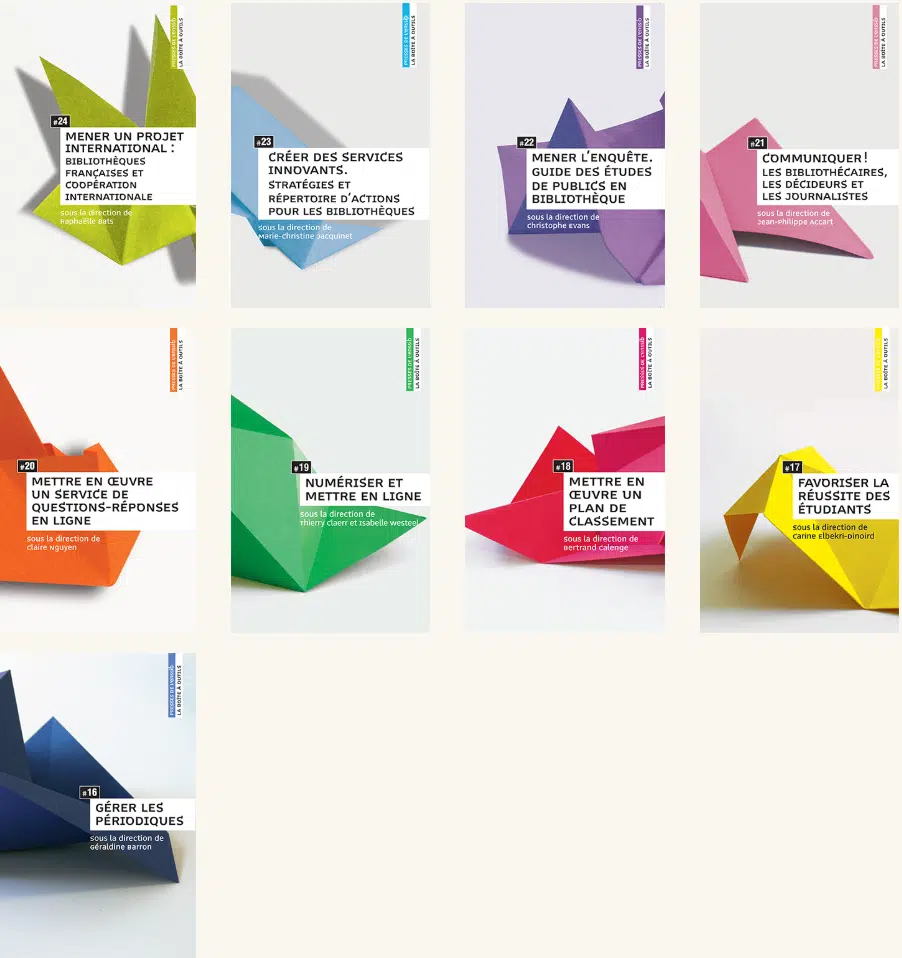 PRESSES DE L'enssib
LA BOÎTE À OUTILS
#24
MENER UN PROJET
INTERNATIONAL :
BIBLIOTHÈQUES
FRANÇAISES ET
COOPÉRATION
INTERNATIONALE
sous la direction de
Raphaëlle Bats
PRESSES DE L'enssib
LA BOÎTE À OUTILS
#23
CRÉER DES SERVICES
INNOVANTS.
STRATÉGIES ET
RÉPERTOIRE D'ACTIONS
POUR LES BIBLIOTHÈQUES
sous la direction de
Marie-Christine Jacquinet
PRESSES DE L'enssib
LA BOÎTE À OUTILS
#22
MENER L'ENQUÊTE.
GUIDE DES ÉTUDES
DE PUBLICS EN
BIBLIOTHÈQUE
sous la direction de
Christophe Evans
PRESSES DE L'enssib
LA BOÎTE À OUTILS
#21
COMMUNIQUER !
LES BIBLIOTHÉCAIRES,
LES DÉCIDEURS ET
LES JOURNALISTES
sous la direction de
Jean-Philippe Accart
PRESSES DE L'enssib
LA BOÎTE À OUTILS
#20
METTRE EN ŒUVRE
UN SERVICE DE
QUESTIONS-RÉPONSES
EN LIGNE
sous la direction de
Claire Nguyen
PRESSES DE L'enssib
LA BOÎTE À OUTILS
#19
NUMÉRISER ET
METTRE EN LIGNE
sous la direction de
Thierry Claerr et Isabelle Westeel
PRESSES DE L'enssib
LA BOÎTE À OUTILS
#18
METTRE EN
ŒUVRE UN
PLAN DE
CLASSEMENT
sous la direction de
Bertrand Calenge
PRESSES DE L'enssib
LA BOÎTE À OUTILS
#17
FAVORISER LA
RÉUSSITE DES
ÉTUDIANTS
sous la direction de
Carine Elbekri-Dinoird
PRESSES DE L'enssib
LA BOÎTE À OUTILS
#16
GÉRER LES
PÉRIODIQUES
sous la direction de
Géraldine Barron